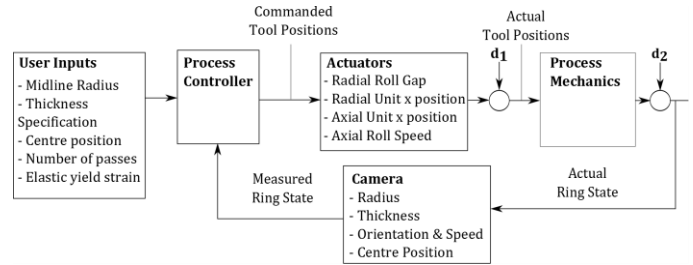 Commanded
Tool Positions
Actual
Tool Positions
d1
d2
User Inputs
- Midline Radius
- Thickness
Specification
- Centre position
- Number of passes
- Elastic yield strain
Process
Controller
Actuators
- Radial Roll Gap
- Radial Unit x position
- Axial Unit x position
- Axial Roll Speed
Process
Mechanics
Measured
Ring State
Camera
- Radius
- Thickness
- Orientation & Speed
- Centre Position
Actual
Ring State